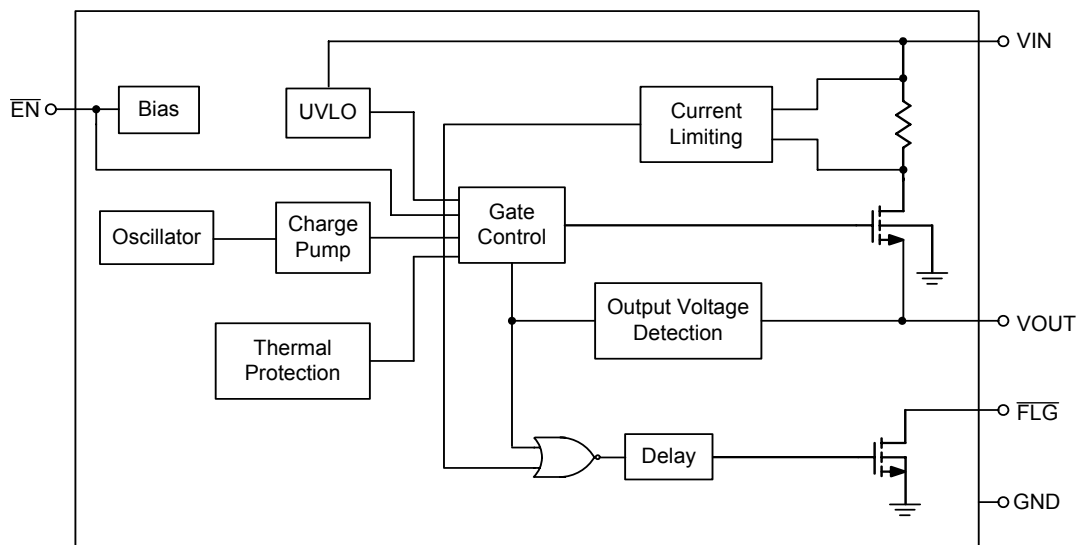 VIN
EN
Bias
UVLO
Current
Limiting
Oscillator
Charge
Pump
Gate
Control
Output Voltage
Detection
VOUT
Thermal
Protection
FLG
Delay
GND